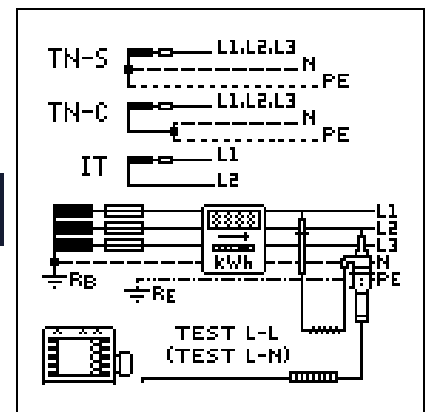 TN-S
L1,L2,L3
N
PE
TN-C
L1,L2,L3
N
PE
IT
L1
L2
8888
kWh
L1
L2
L3
N
PE
RB
RE
TEST L-L
(TEST L-N)